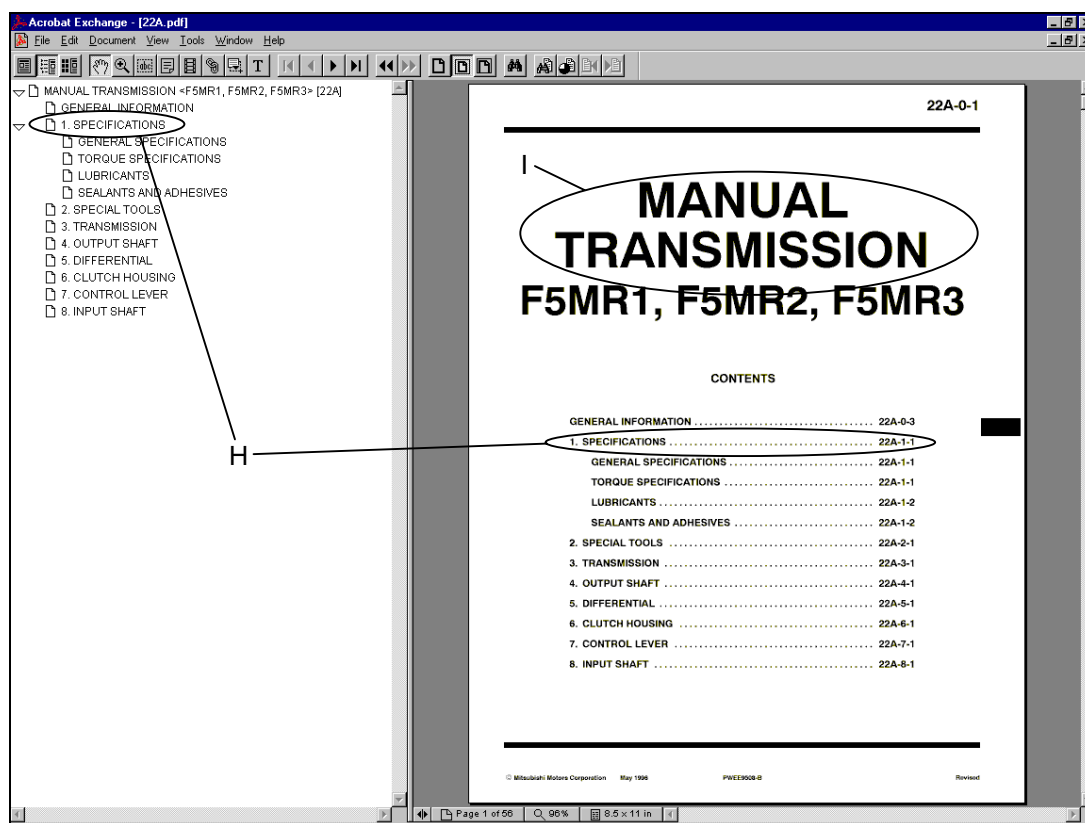 Acrobat Exchange - [22A.pdf]
File Edit Document View Tools Window Help
MANUAL TRANSMISSION <F5MR1, F5MR2, F5MR3> [22A]
GENERAL INFORMATION
1. SPECIFICATIONS
GENERAL SPECIFICATIONS
TORQUE SPECIFICATIONS
LUBRICANTS
SEALANTS AND ADHESIVES
2. SPECIAL TOOLS
3. TRANSMISSION
4. OUTPUT SHAFT
5. DIFFERENTIAL
6. CLUTCH HOUSING
7. CONTROL LEVER
8. INPUT SHAFT
H
22A-0-1
I
MANUAL
TRANSMISSION
F5MR1, F5MR2, F5MR3
CONTENTS
GENERAL INFORMATION ........................................ 22A-0-3
1. SPECIFICATIONS ............................................. 22A-1-1
GENERAL SPECIFICATIONS ................................ 22A-1-1
TORQUE SPECIFICATIONS .................................. 22A-1-1
LUBRICANTS ................................................ 22A-1-2
SEALANTS AND ADHESIVES ............................... 22A-1-2
2. SPECIAL TOOLS ............................................. 22A-2-1
3. TRANSMISSION .............................................. 22A-3-1
4. OUTPUT SHAFT ............................................... 22A-4-1
5. DIFFERENTIAL ................................................ 22A-5-1
6. CLUTCH HOUSING ........................................... 22A-6-1
7. CONTROL LEVER ............................................ 22A-7-1
8. INPUT SHAFT ................................................. 22A-8-1
© Mitsubishi Motors Corporation May 1996 PWEE9508-B Revised
Page 1 of 56 96% 8.5 x 11 in